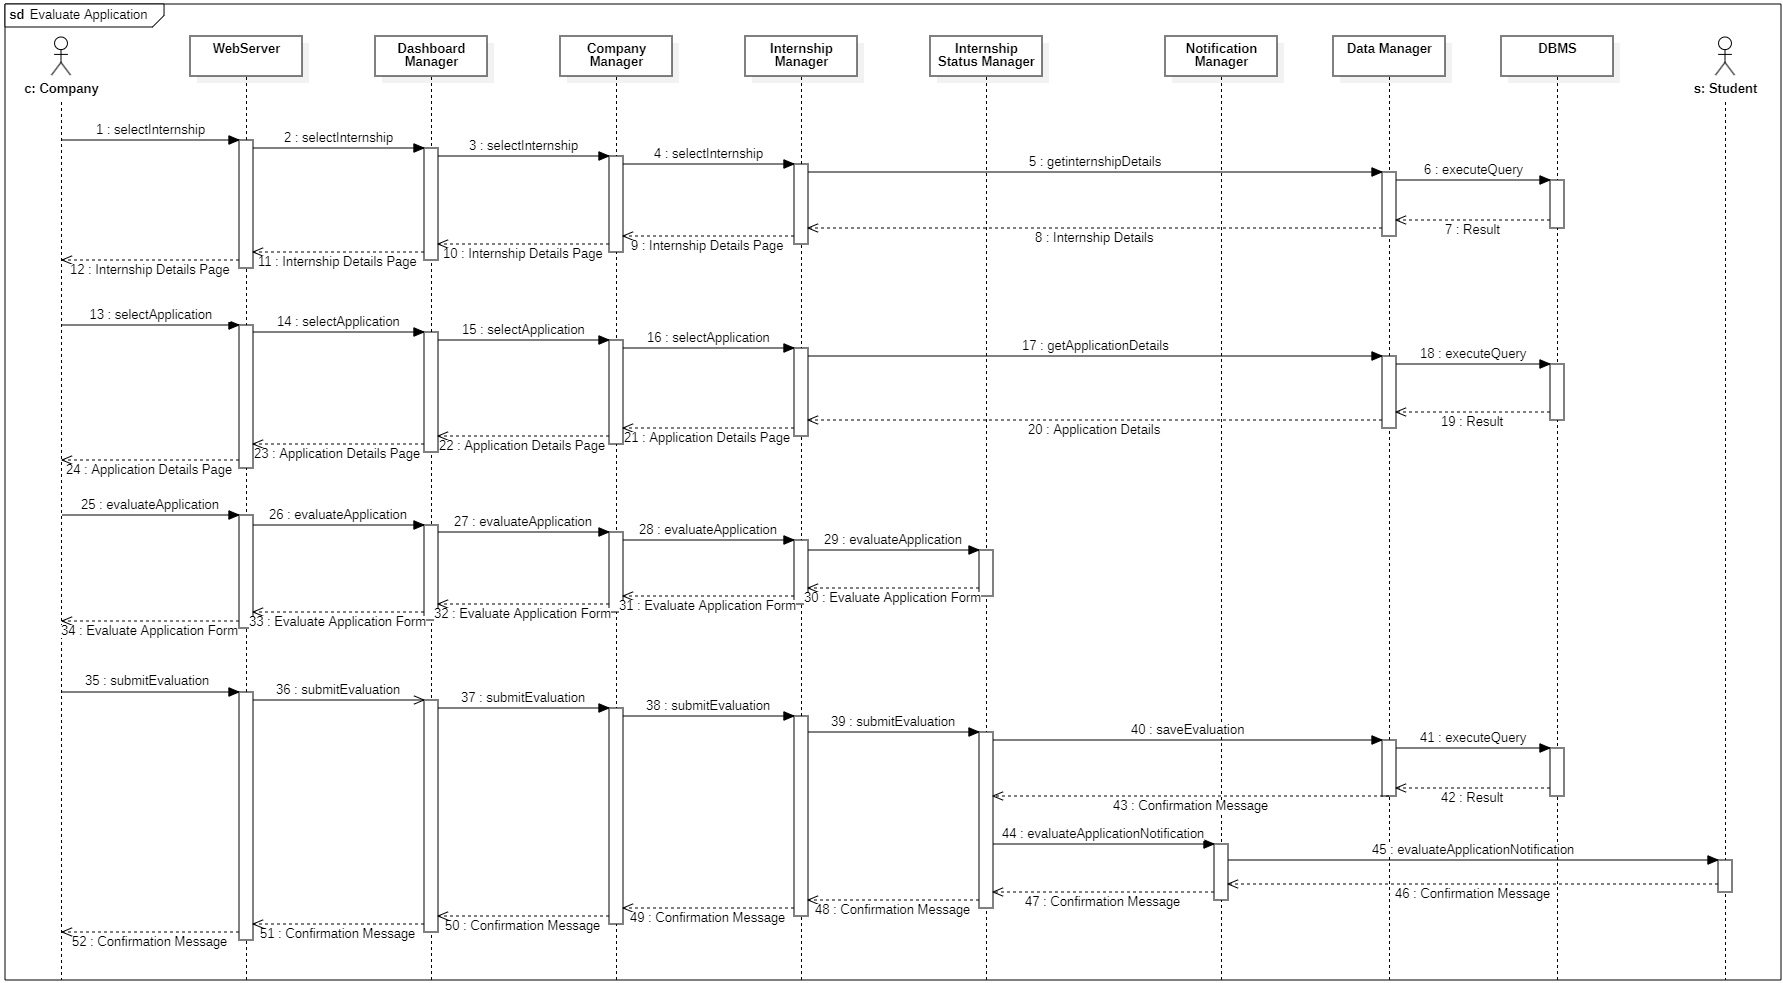 sd Evaluate Application
c: Company
WebServer
Dashboard
Manager
Company
Manager
Internship
Manager
Internship
Status Manager
Notification
Manager
Data Manager
DBMS
s: Student
1 : selectInternship
2 : selectInternship
3 : selectInternship
4 : selectInternship
5 : getinternshipDetails
6 : executeQuery
7 : Result
8 : Internship Details
9 : Internship Details Page
10 : Internship Details Page
11 : Internship Details Page
12 : Internship Details Page
13 : selectApplication
14 : selectApplication
15 : selectApplication
16 : selectApplication
17 : getApplicationDetails
18 : executeQuery
19 : Result
20 : Application Details
21 : Application Details Page
22 : Application Details Page
23 : Application Details Page
24 : Application Details Page
25 : evaluateApplication
26 : evaluateApplication
27 : evaluateApplication
28 : evaluateApplication
29 : evaluateApplication
30 : Evaluate Application Form
31 : Evaluate Application Form
32 : Evaluate Application Form
33 : Evaluate Application Form
34 : Evaluate Application Form
35 : submitEvaluation
36 : submitEvaluation
37 : submitEvaluation
38 : submitEvaluation
39 : submitEvaluation
40 : saveEvaluation
41 : executeQuery
42 : Result
43 : Confirmation Message
44 : evaluateApplicationNotification
45 : evaluateApplicationNotification
46 : Confirmation Message
47 : Confirmation Message
48 : Confirmation Message
49 : Confirmation Message
50 : Confirmation Message
51 : Confirmation Message
52 : Confirmation Message